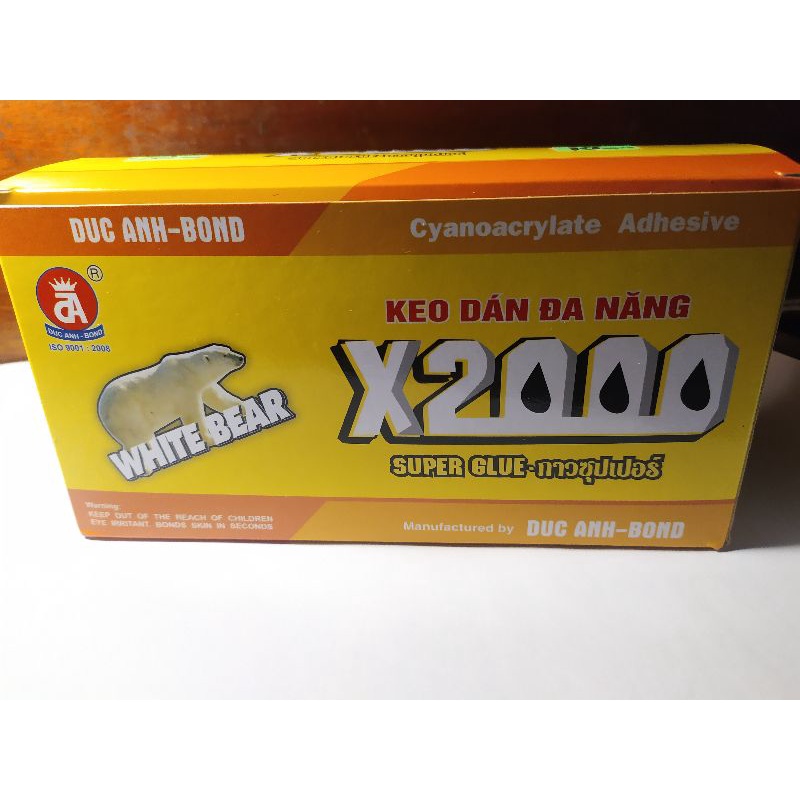 DUC ANH-BOND
Cyanoacrylate Adhesive
®
DUC ANH - BOND
ISO 9001 : 2008
KEO DÁN ĐA NĂNG
X2000
WHITE BEAR
SUPER GLUE - กาวซุปเปอร์
Warning:
KEEP OUT OF THE REACH OF CHILDREN
EYE IRRITANT. BONDS SKIN IN SECONDS
Manufactured by DUC ANH-BOND